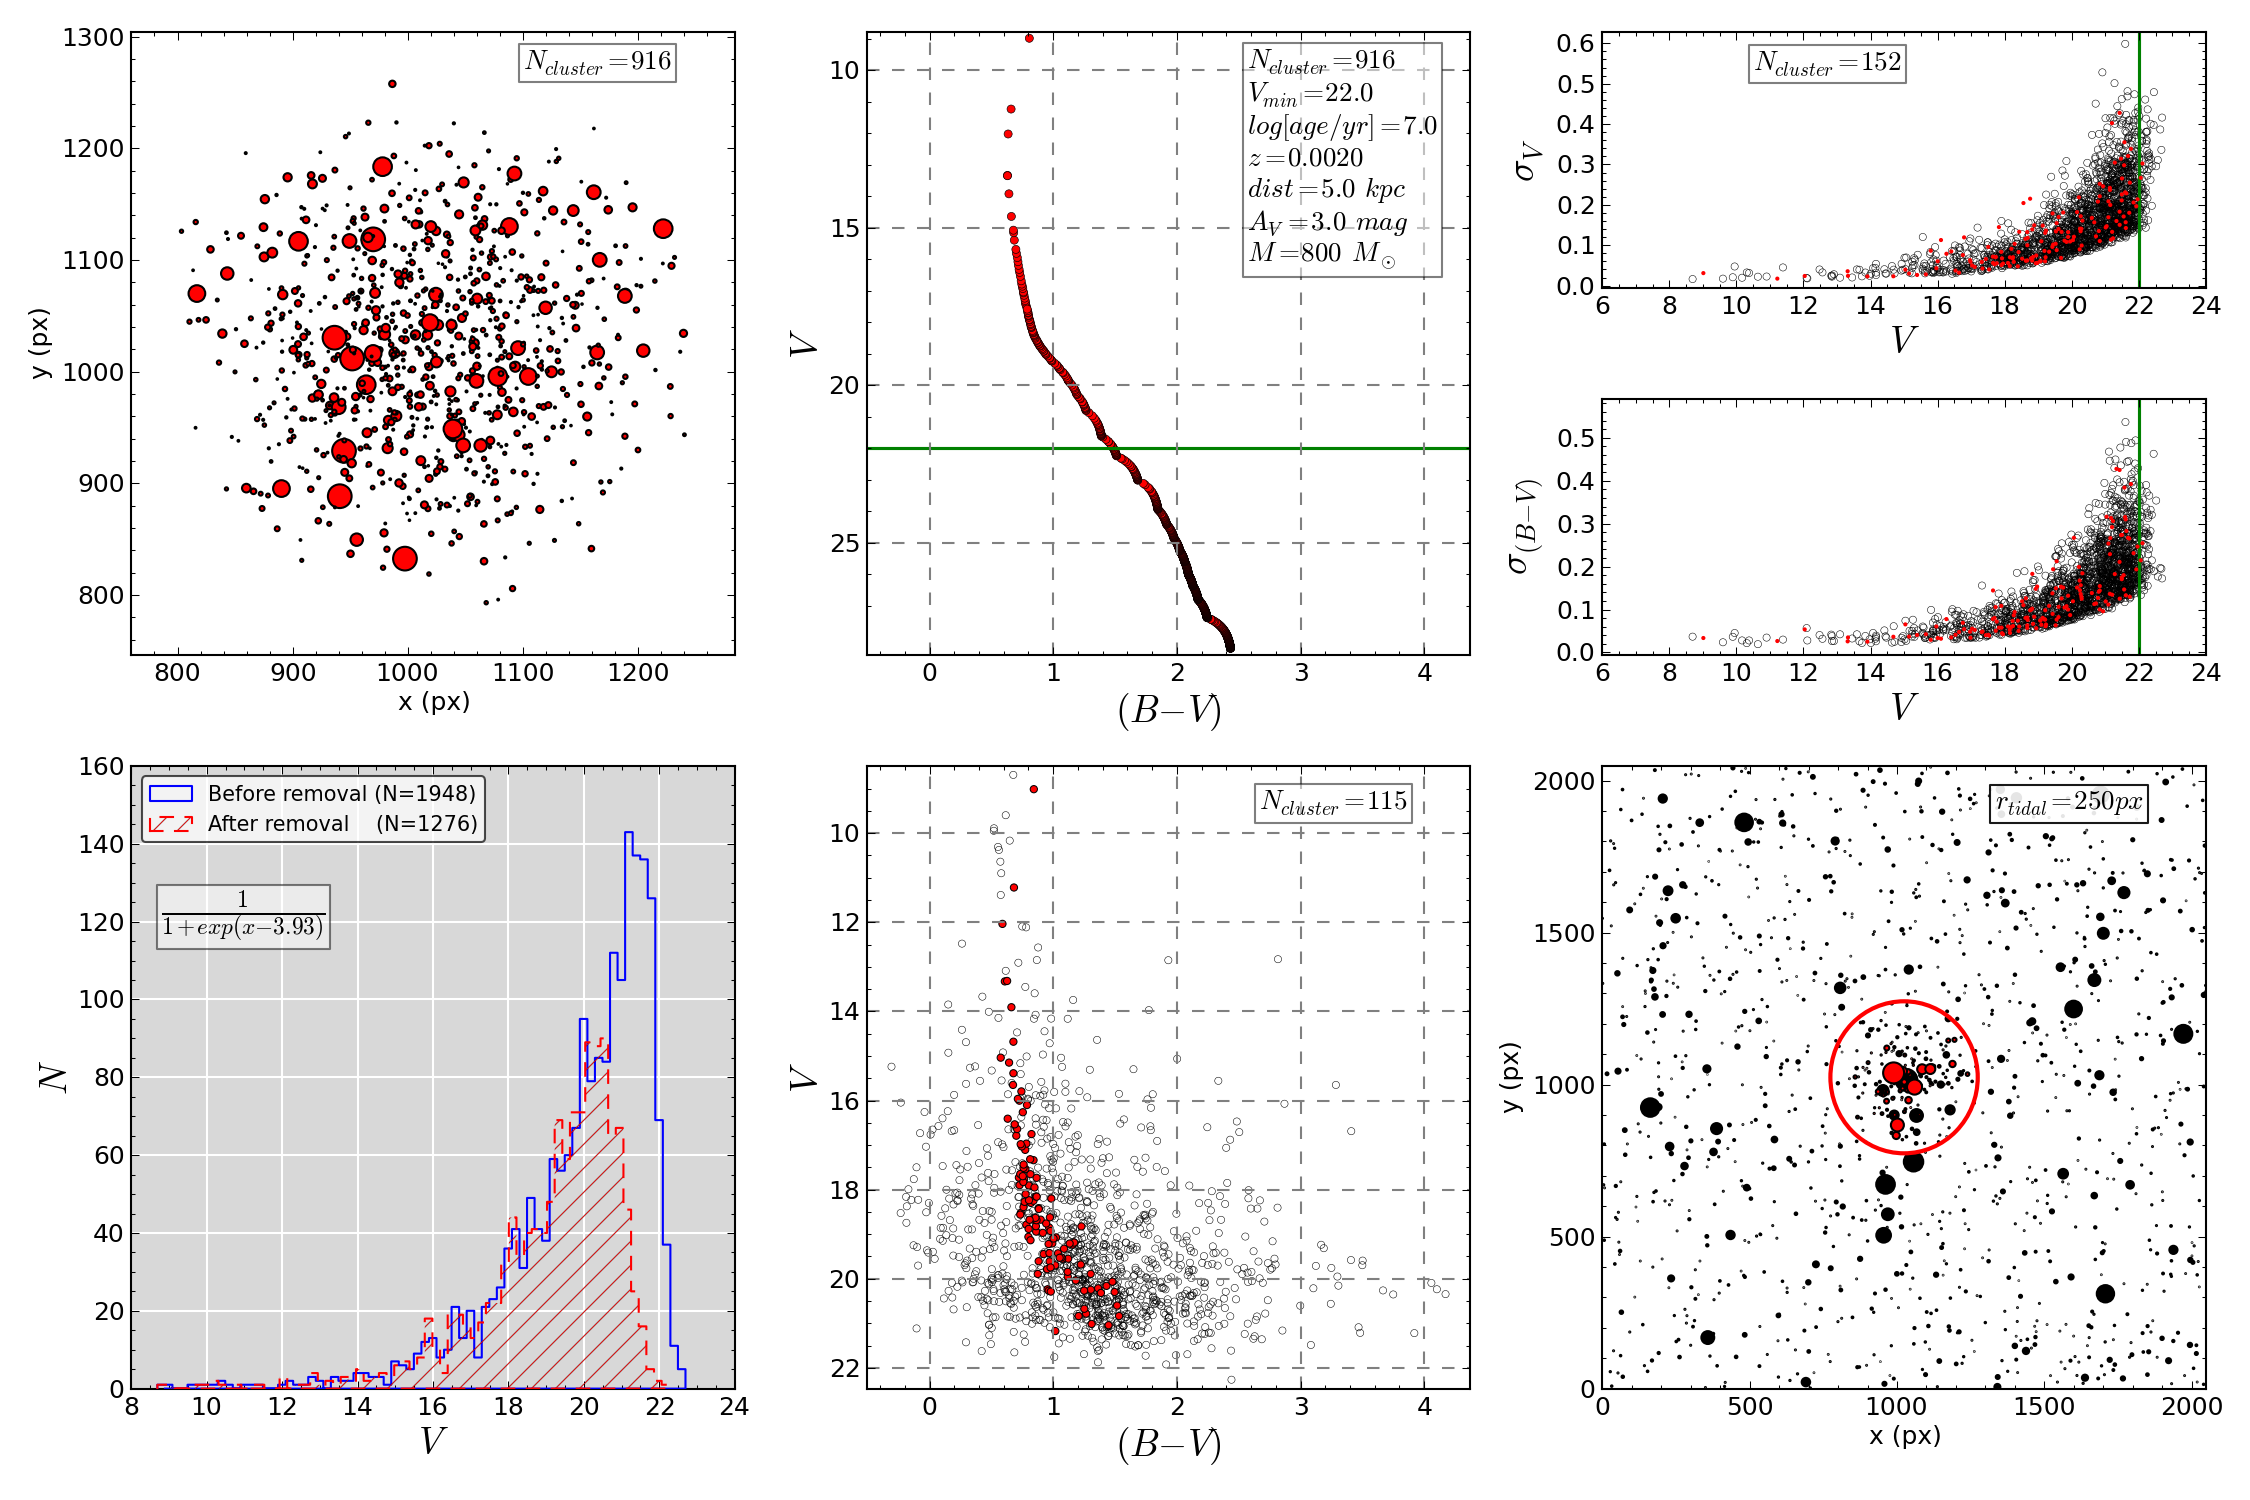 1300
1200
1100
1000
900
800
y (px)
800 900 1000 1100 1200
x (px)
N_cluster=916
10
15
20
25
V
0 1 2 3 4
(B−V)
N_cluster=916
V_min=22.0
log[age/yr]=7.0
z=0.0020
dist=5.0 kpc
A_V=3.0 mag
M=800 M_⊙
0.6
0.5
0.4
0.3
0.2
0.1
0.0
σ_V
6 8 10 12 14 16 18 20 22 24
V
N_cluster=152
0.5
0.4
0.3
0.2
0.1
0.0
σ_(B−V)
6 8 10 12 14 16 18 20 22 24
V
160
140
120
100
80
60
40
20
0
N
8 10 12 14 16 18 20 22 24
V
Before removal (N=1948)
After removal (N=1276)
1
1+exp(x−3.93)
10
12
14
16
18
20
22
V
0 1 2 3 4
(B−V)
N_cluster=115
2000
1500
1000
500
0
y (px)
0 500 1000 1500 2000
x (px)
r_tidal=250px